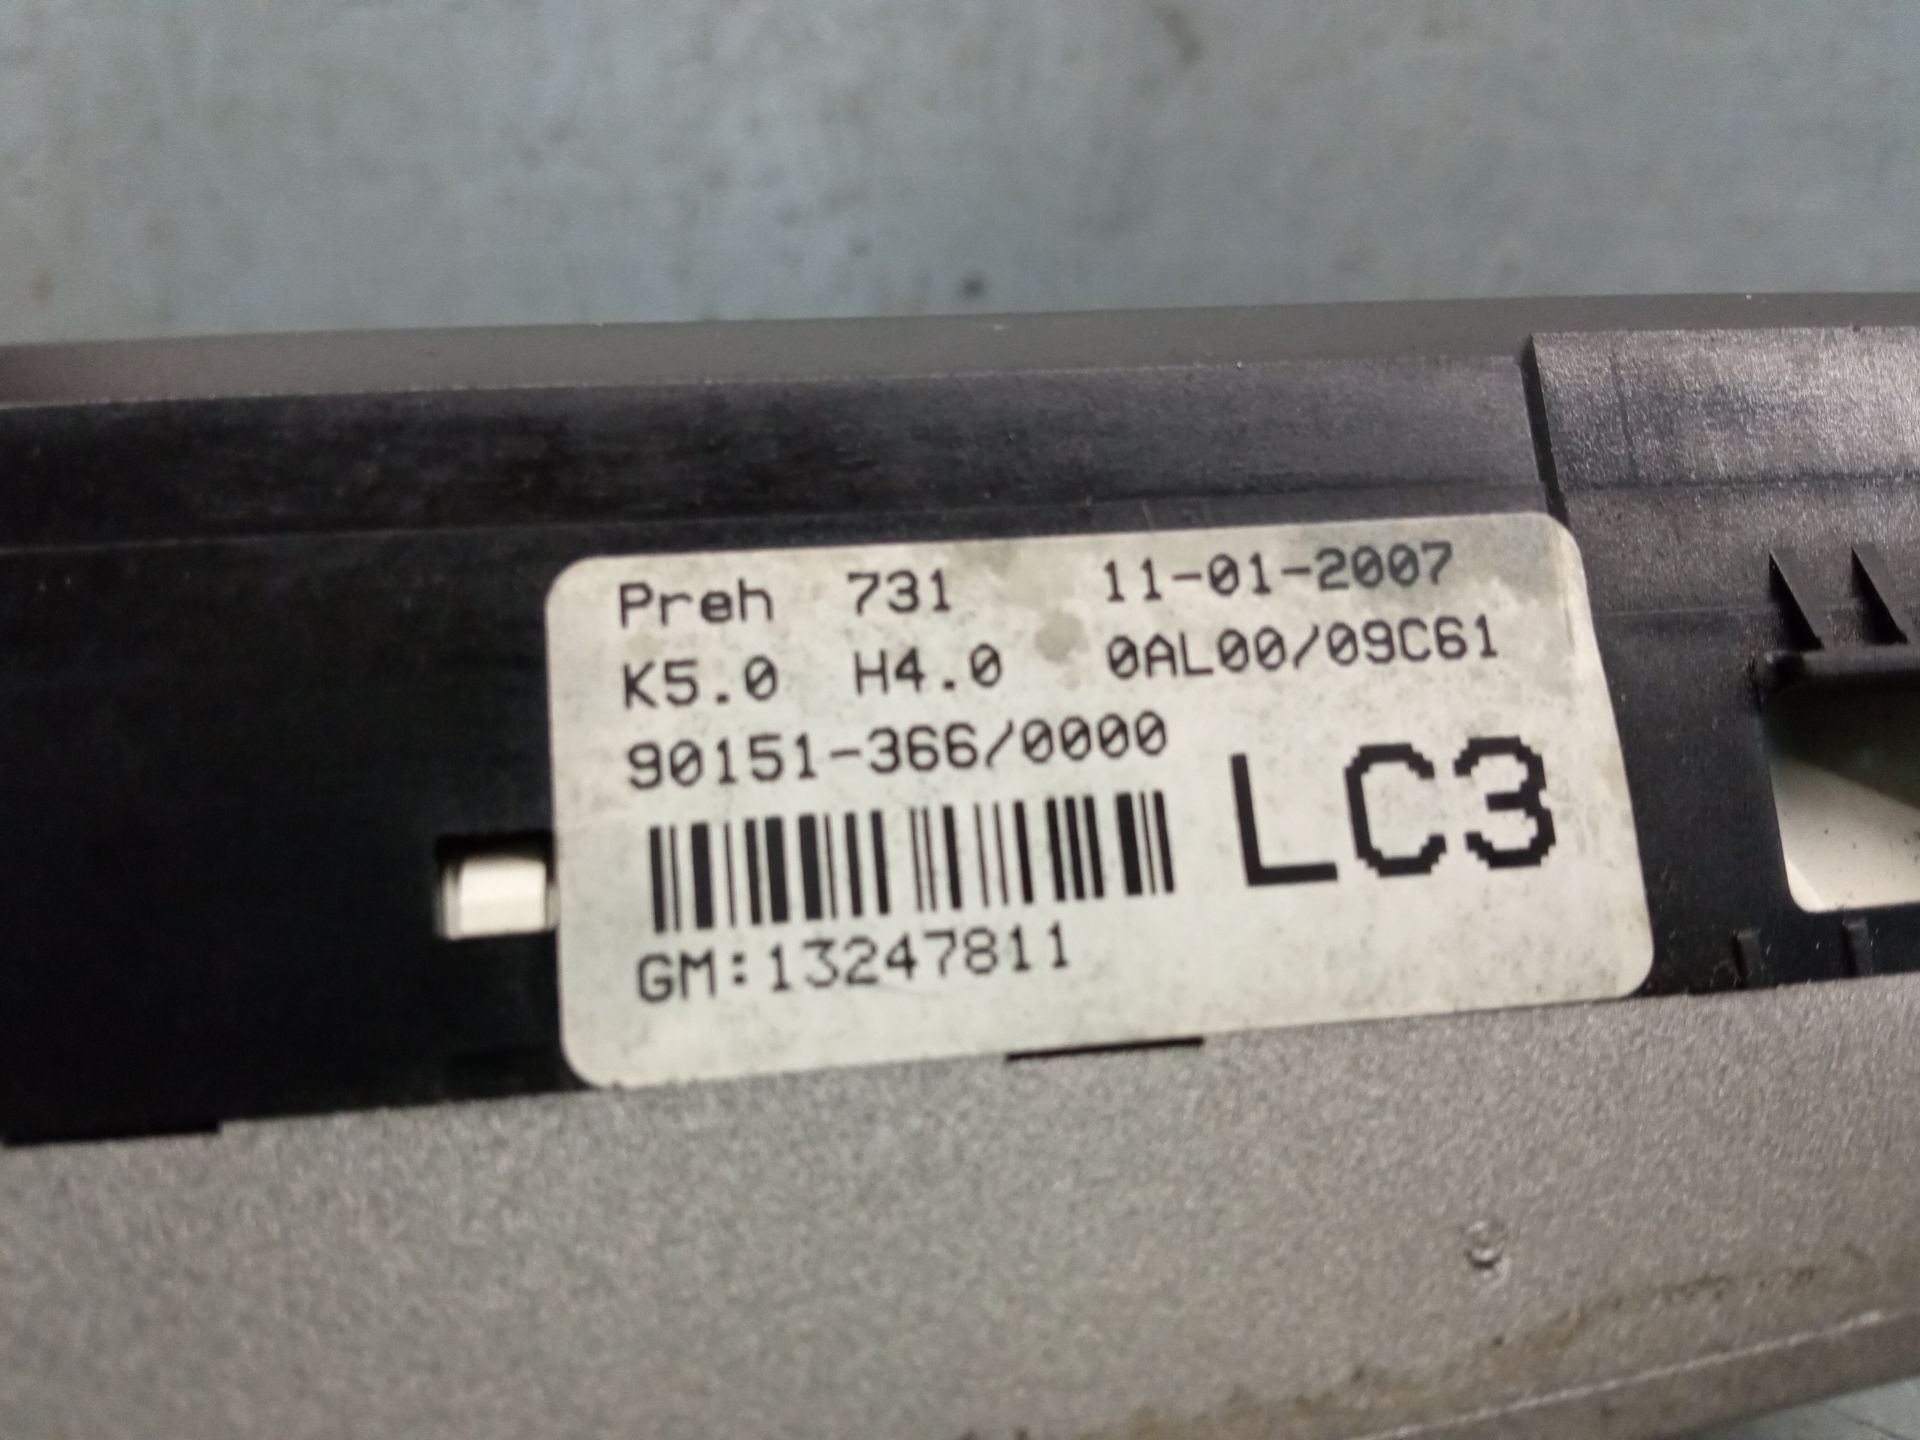 Preh 731 11-01-2007
K5.0 H4.0 0AL00/09C61
90151-366/0000
LC3
GM:13247811